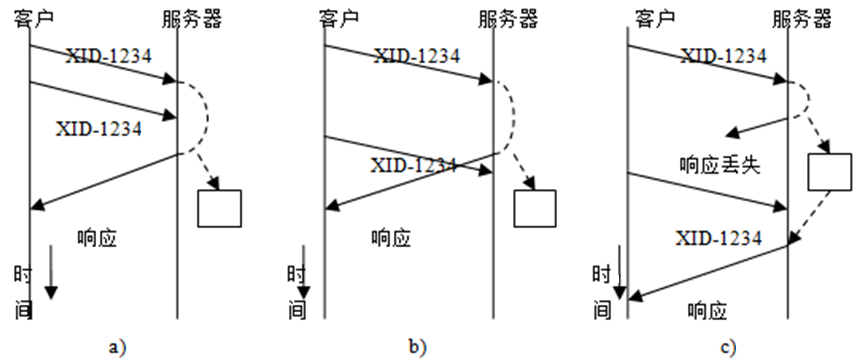 客户 服务器
XID-1234
XID-1234
响应
时
间
a)
客户 服务器
XID-1234
XID-1234
响应
时
间
b)
客户 服务器
XID-1234
响应丢失
XID-1234
时
间
响应
c)